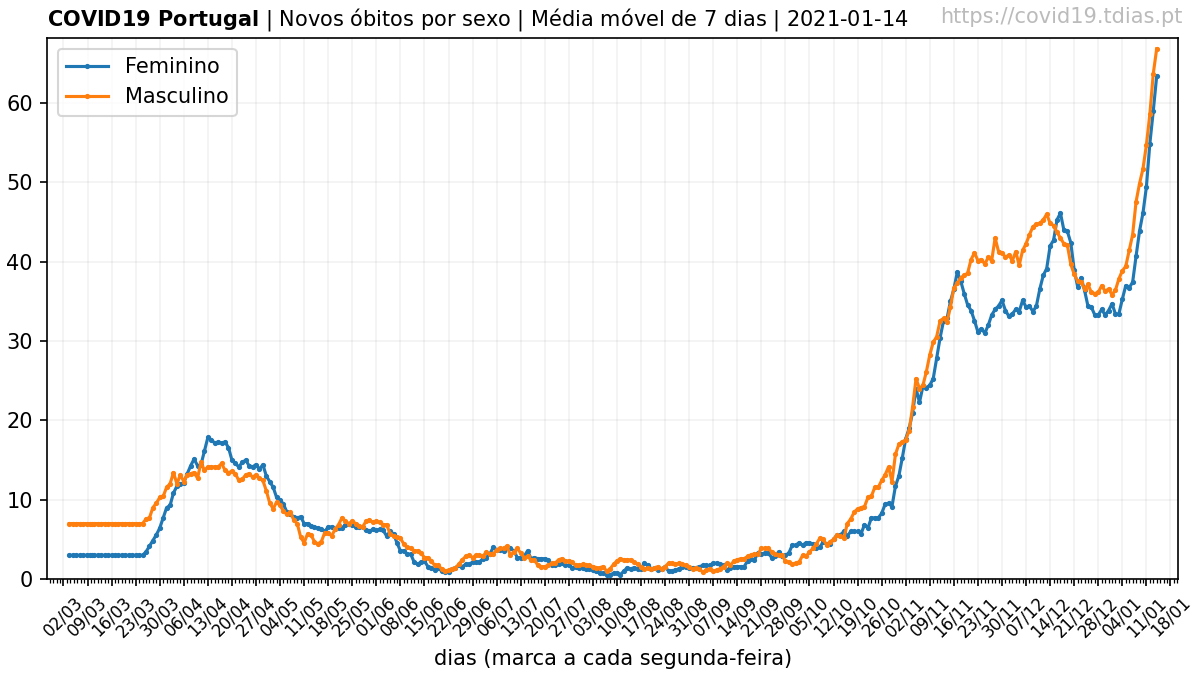 COVID19 Portugal | Novos óbitos por sexo | Média móvel de 7 dias | 2021-01-14
https://covid19.tdias.pt
Feminino
Masculino
60
50
40
30
20
10
0
02/03 09/03 16/03 23/03 30/03 06/04 13/04 20/04 27/04 04/05 11/05 18/05 25/05 01/06 08/06 15/06 22/06 29/06 06/07 13/07 20/07 27/07 03/08 10/08 17/08 24/08 31/08 07/09 14/09 21/09 28/09 05/10 12/10 19/10 26/10 02/11 09/11 16/11 23/11 30/11 07/12 14/12 21/12 28/12 04/01 11/01 18/01
dias (marca a cada segunda-feira)